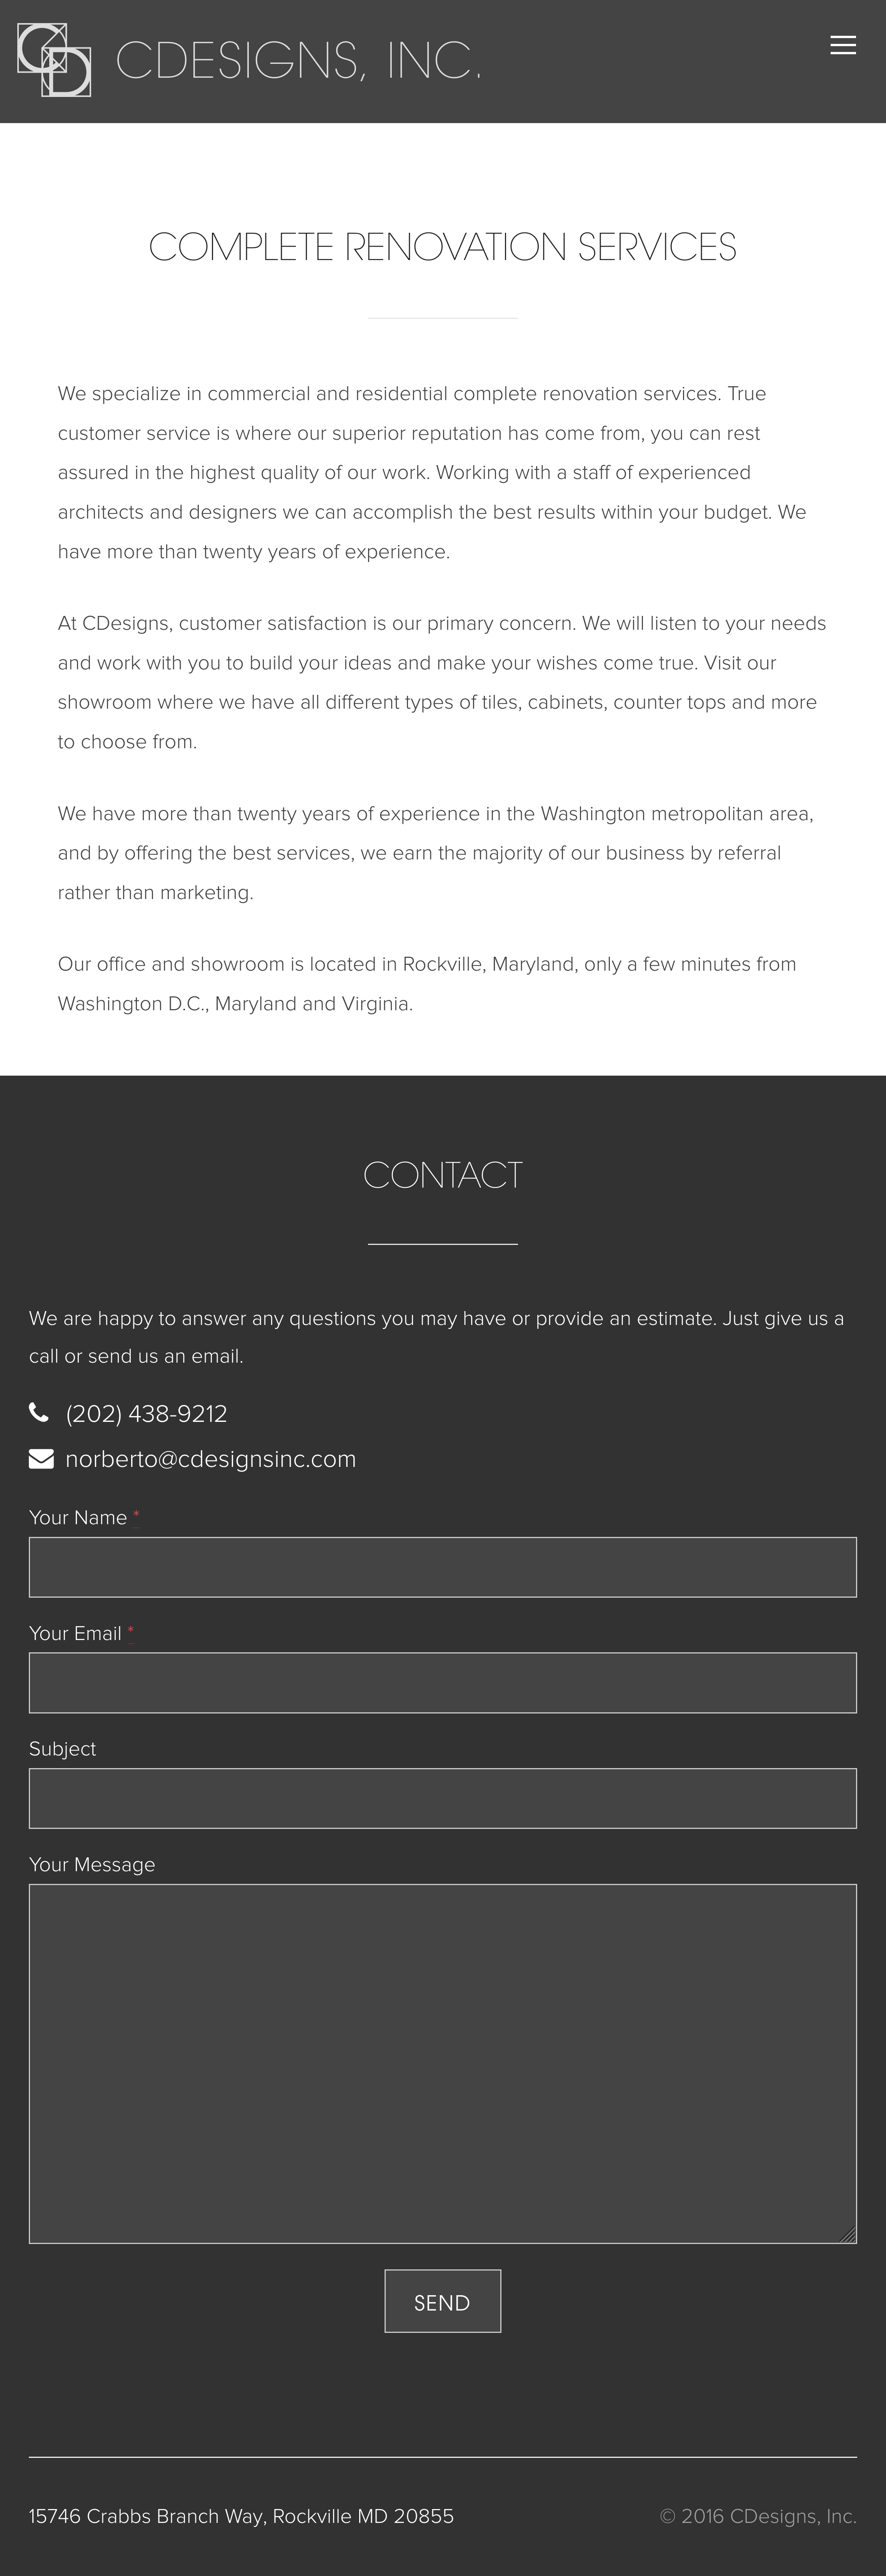 CD CDESIGNS, INC.
COMPLETE RENOVATION SERVICES
We specialize in commercial and residential complete renovation services. True
customer service is where our superior reputation has come from, you can rest
assured in the highest quality of our work. Working with a staff of experienced
architects and designers we can accomplish the best results within your budget. We
have more than twenty years of experience.
At CDesigns, customer satisfaction is our primary concern. We will listen to your needs
and work with you to build your ideas and make your wishes come true. Visit our
showroom where we have all different types of tiles, cabinets, counter tops and more
to choose from.
We have more than twenty years of experience in the Washington metropolitan area,
and by offering the best services, we earn the majority of our business by referral
rather than marketing.
Our office and showroom is located in Rockville, Maryland, only a few minutes from
Washington D.C., Maryland and Virginia.
CONTACT
We are happy to answer any questions you may have or provide an estimate. Just give us a
call or send us an email.
(202) 438-9212
norberto@cdesignsinc.com
Your Name *
Your Email *
Subject
Your Message
SEND
15746 Crabbs Branch Way, Rockville MD 20855
© 2016 CDesigns, Inc.